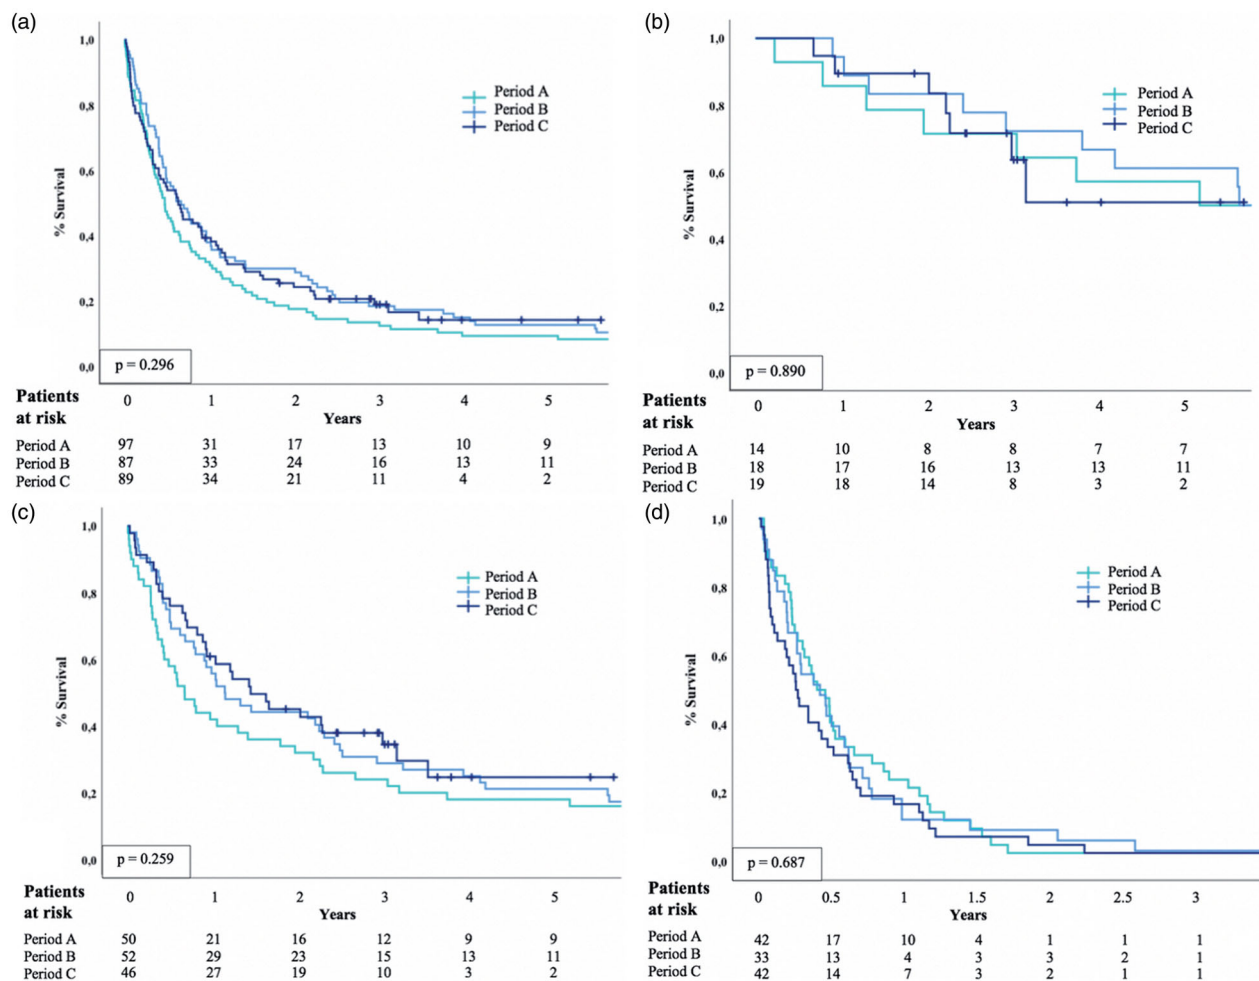 (a)
1,0
0,8
0,6
0,4
0,2
0,0
% Survival
Period A
Period B
Period C
p = 0.296
Patients
at risk
0 1 2 3 4 5
Years
Period A 97 31 17 13 10 9
Period B 87 33 24 16 13 11
Period C 89 34 21 11 4 2
(b)
1,0
0,8
0,6
0,4
0,2
0,0
% Survival
Period A
Period B
Period C
p = 0.890
Patients
at risk
0 1 2 3 4 5
Years
Period A 14 10 8 8 7 7
Period B 18 17 16 13 13 11
Period C 19 18 14 8 3 2
(c)
1,0
0,8
0,6
0,4
0,2
0,0
% Survival
Period A
Period B
Period C
p = 0.259
Patients
at risk
0 1 2 3 4 5
Years
Period A 50 21 16 12 9 9
Period B 52 29 23 15 13 11
Period C 46 27 19 10 3 2
(d)
1,0
0,8
0,6
0,4
0,2
0,0
% Survival
Period A
Period B
Period C
p = 0.687
Patients
at risk
0 0.5 1 1.5 2 2.5 3
Years
Period A 42 17 10 4 1 1 1
Period B 33 13 4 3 3 2 1
Period C 42 14 7 3 2 1 1